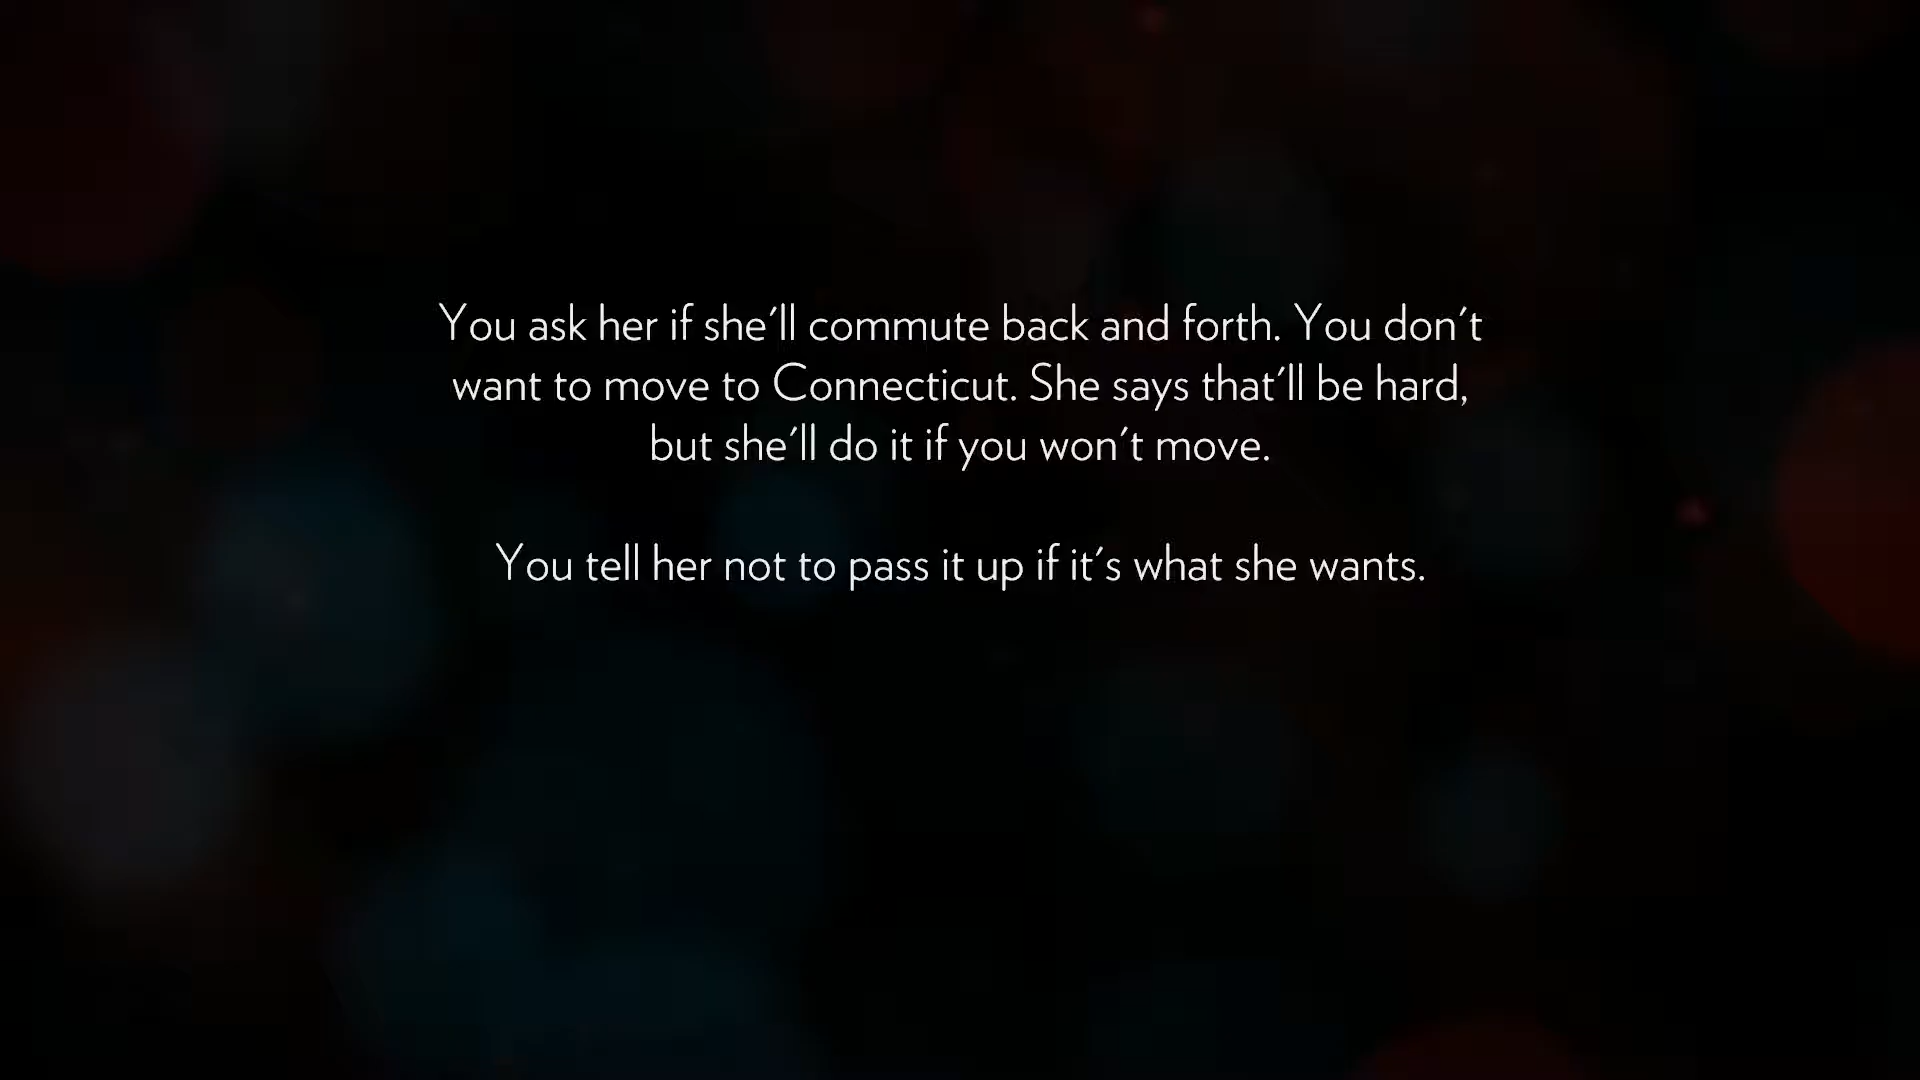 You ask her if she'll commute back and forth. You don't
want to move to Connecticut. She says that'll be hard,
but she'll do it if you won't move.
You tell her not to pass it up if it's what she wants.